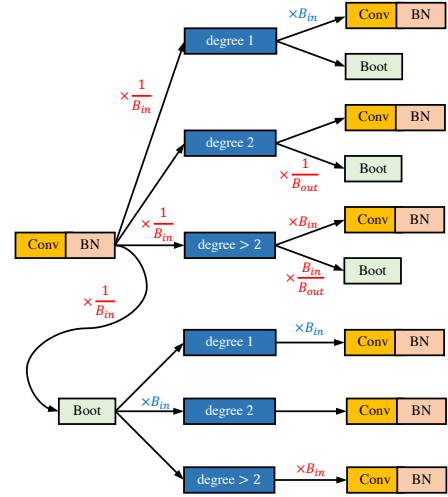 ×B_in
Conv BN
degree 1
Boot
×1/B_in
Conv BN
degree 2
×1/B_out
Boot
×1/B_in
×B_in
Conv BN
Conv BN
degree > 2
×B_in/B_out
Boot
×1/B_in
degree 1
×B_in
Conv BN
Boot
×B_in
degree 2
Conv BN
degree > 2
×B_in
Conv BN